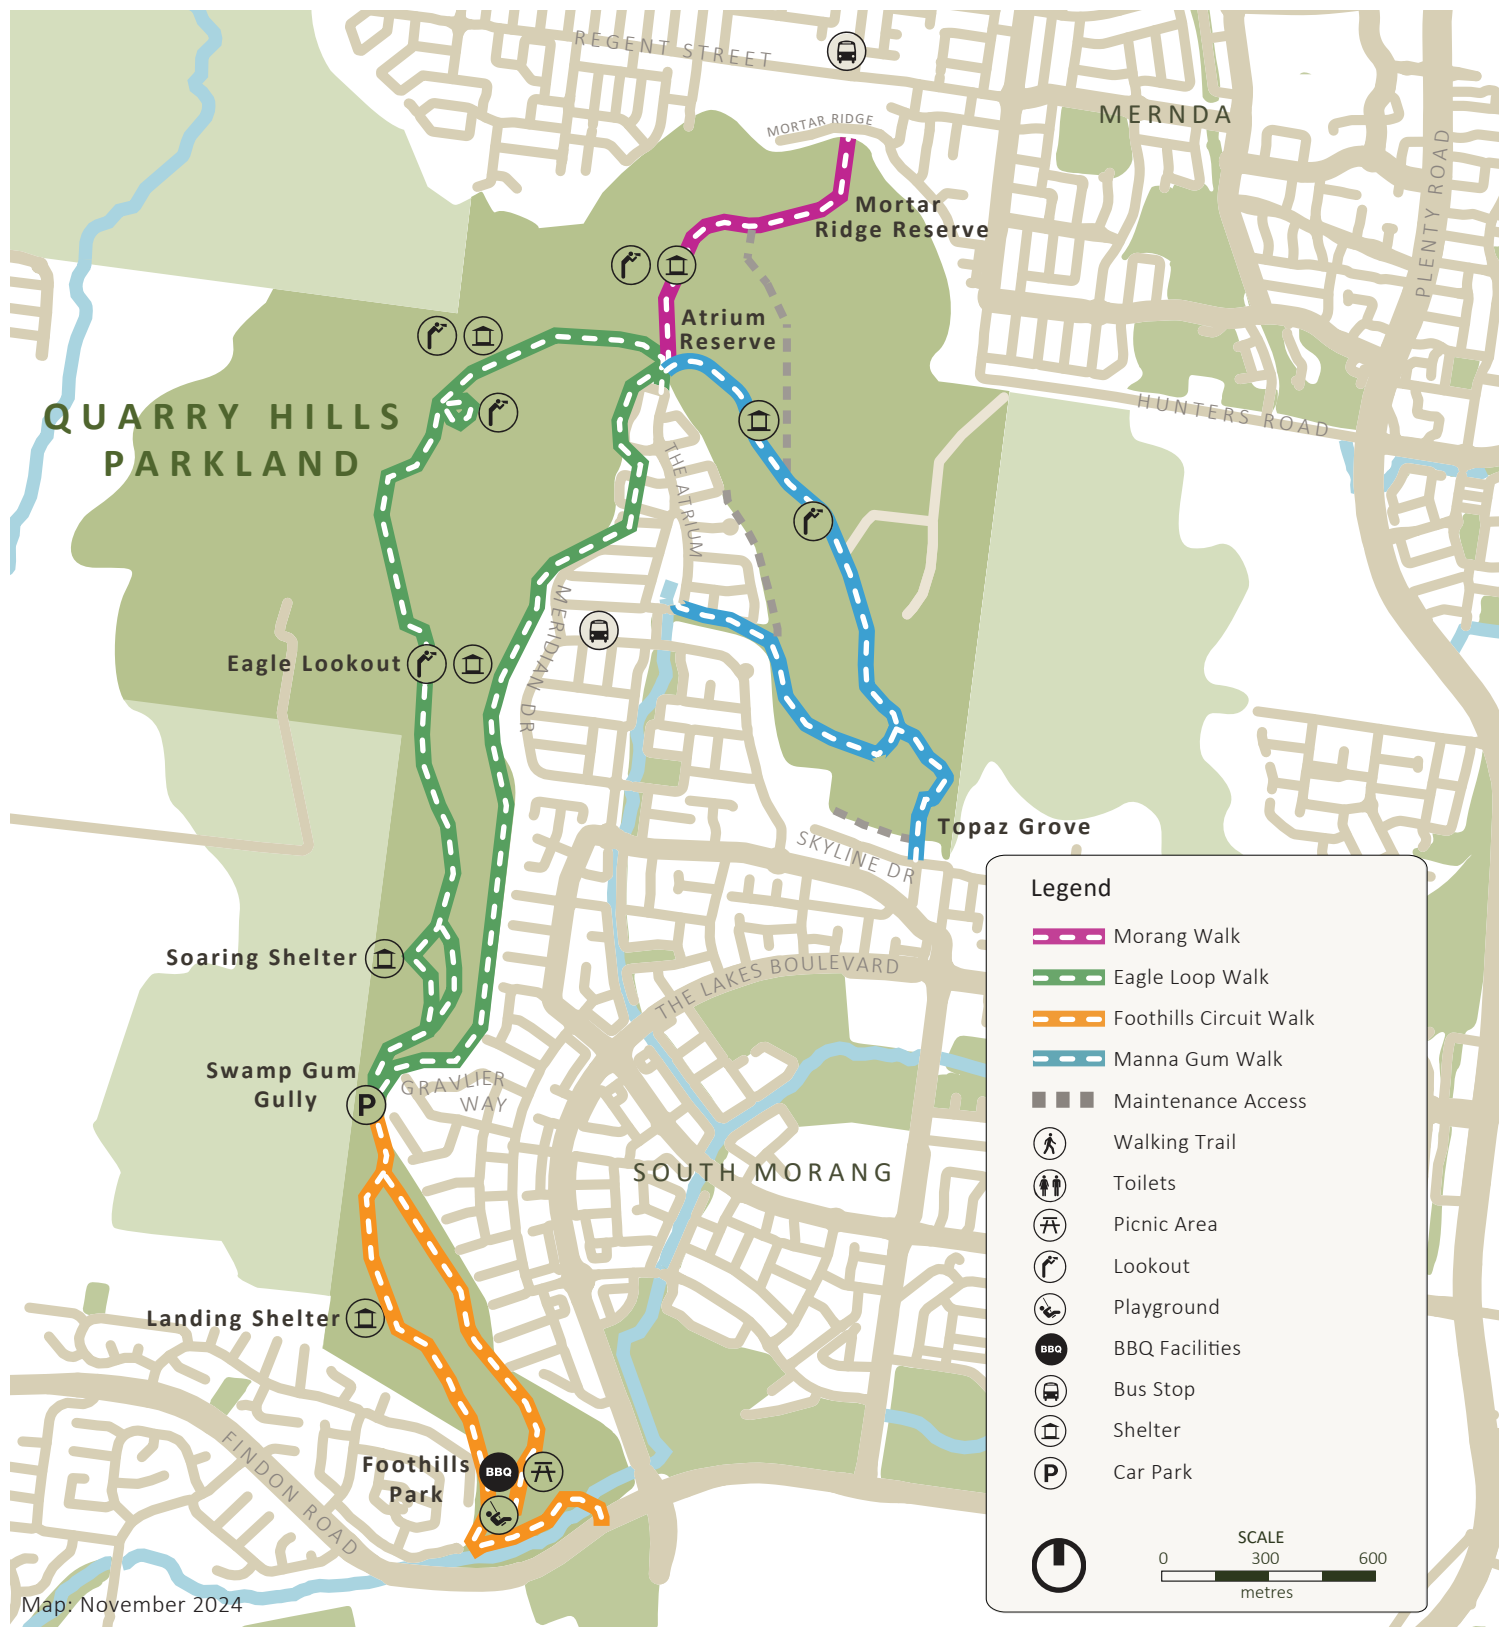 REGENT STREET
MORTAR RIDGE
MERNDA
PLENTY ROAD
Mortar
Ridge Reserve
Atrium
Reserve
QUARRY HILLS
PARKLAND
HUNTERS ROAD
THE ATRIUM
MERIDIAN DR
Eagle Lookout
Topaz Grove
SKYLINE DR
Soaring Shelter
THE LAKES BOULEVARD
Swamp Gum
Gully
P
GRAVLIER
WAY
SOUTH MORANG
Landing Shelter
FINDON ROAD
Foothills
Park
BBQ
Map: November 2024
Legend
Morang Walk
Eagle Loop Walk
Foothills Circuit Walk
Manna Gum Walk
Maintenance Access
Walking Trail
Toilets
Picnic Area
Lookout
Playground
BBQ BBQ Facilities
Bus Stop
Shelter
P Car Park
SCALE
0 300 600
metres